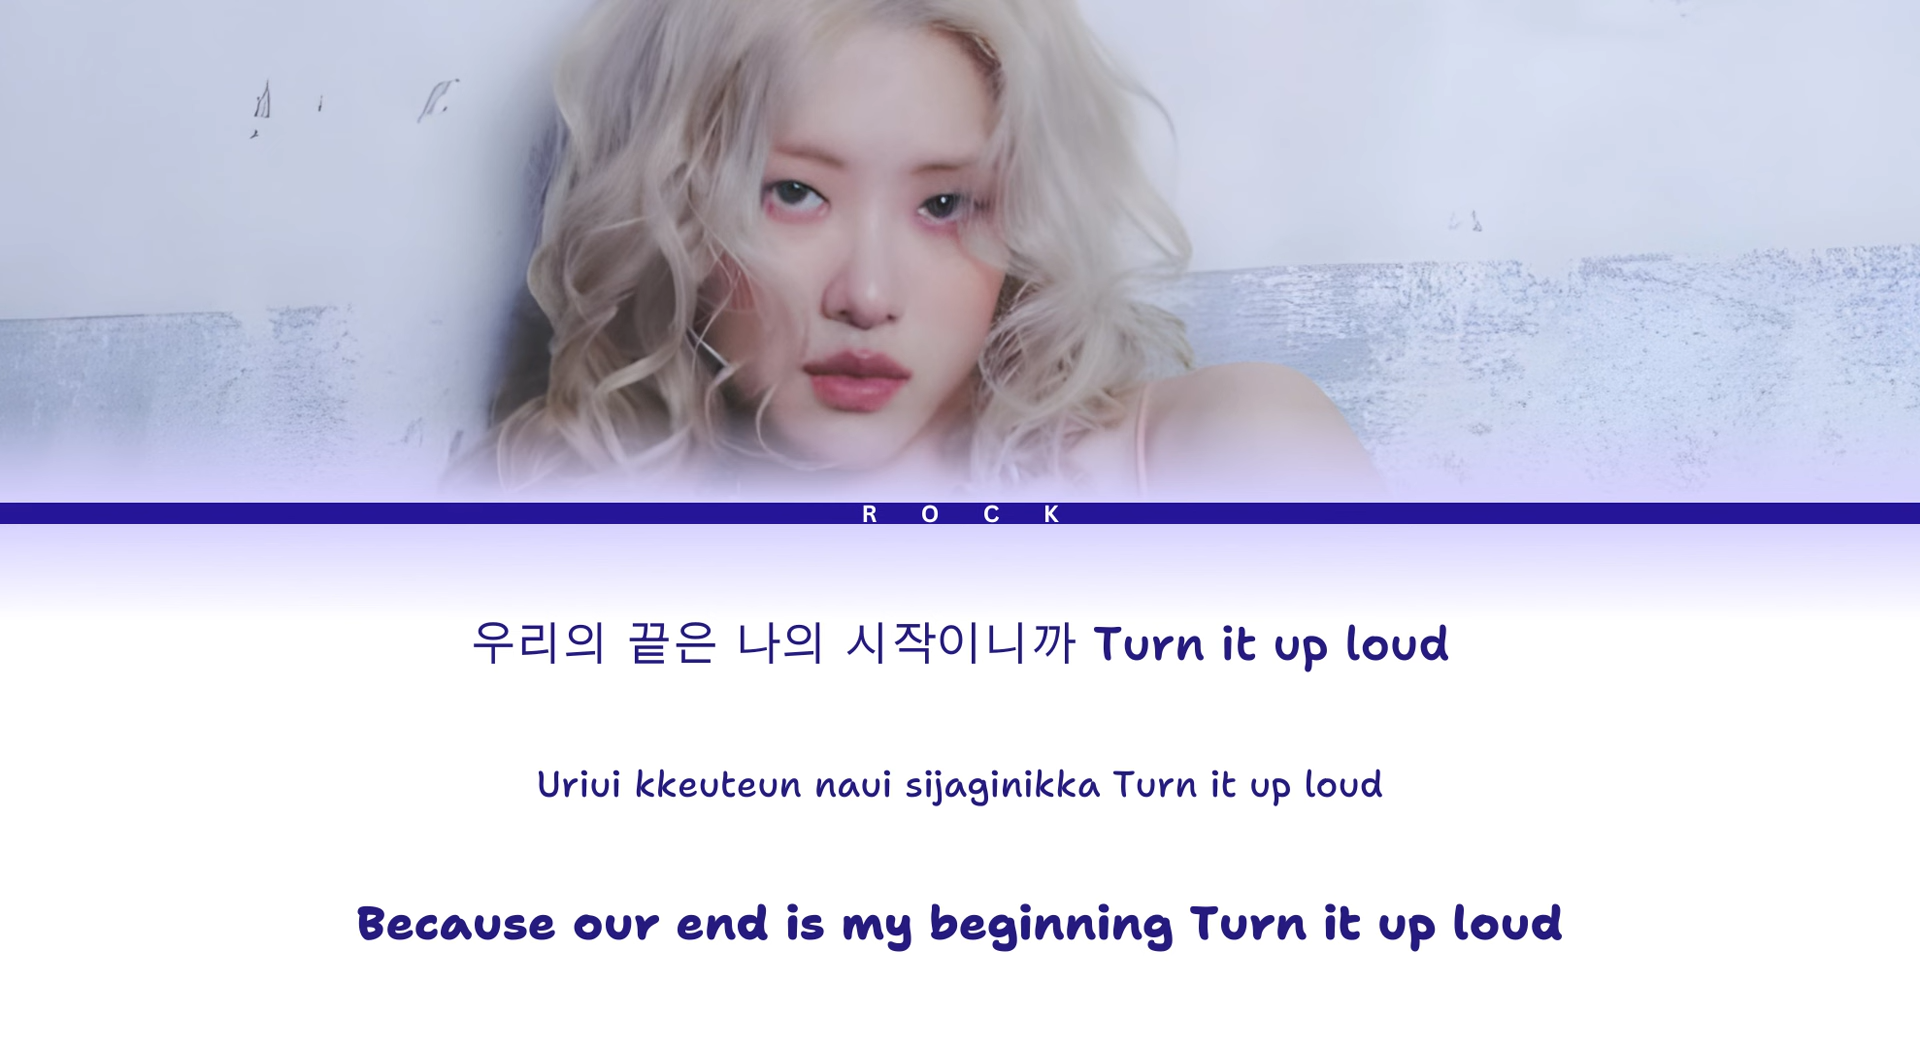 R O C K
우리의 끝은 나의 시작이니까 Turn it up loud
Uriui kkeuteun naui sijaginikka Turn it up loud
Because our end is my beginning Turn it up loud